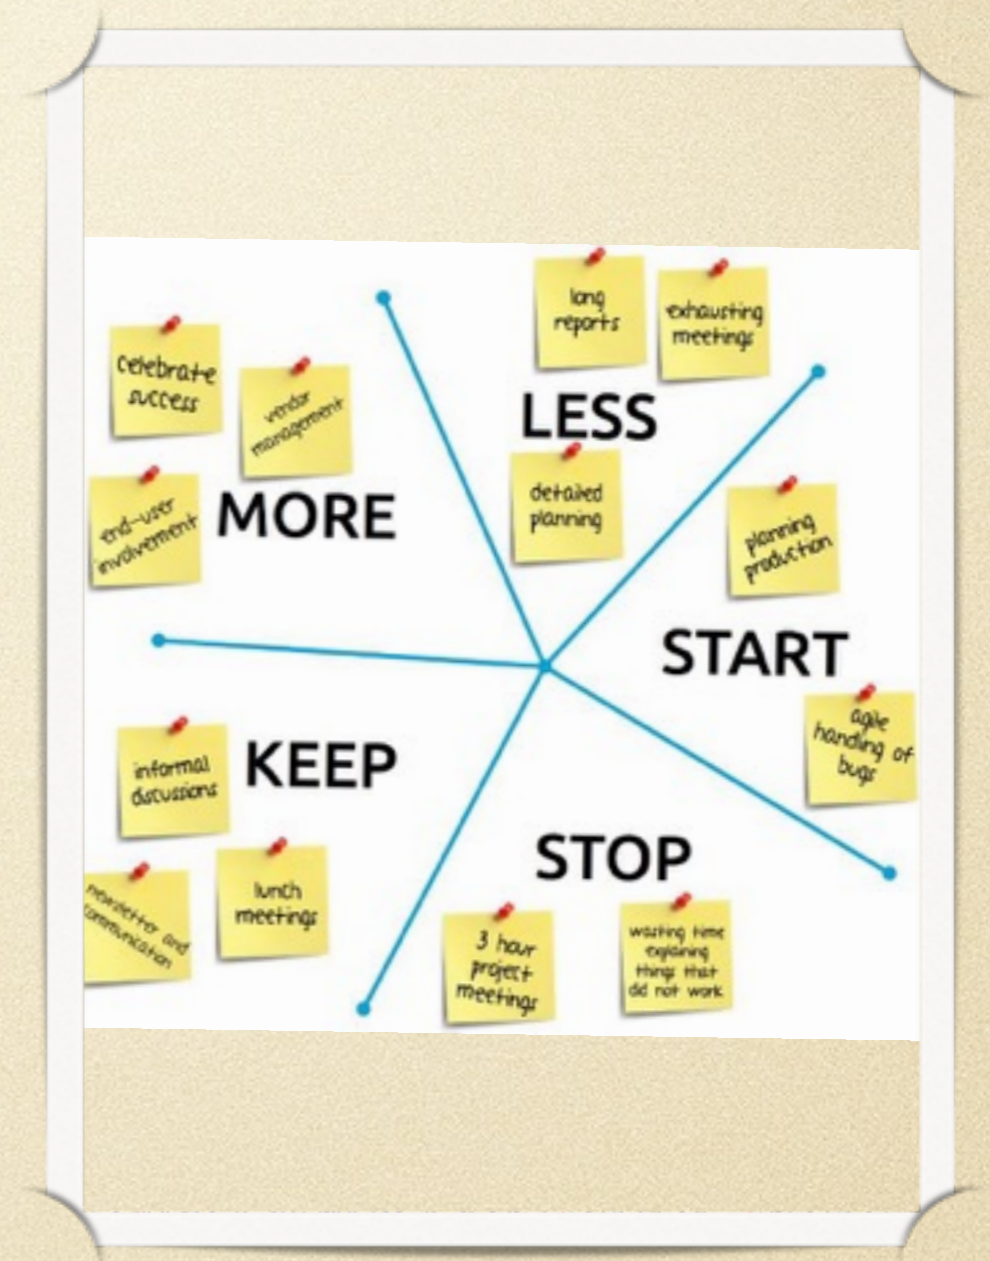 long
reports
exhausting
meetings
LESS
detailed
planning
celebrate
success
vendor
management
end-user
involvement
MORE
planning
production
START
agile
handing of
bugs
KEEP
informal
discussions
newsletter and
communication
lunch
meetings
STOP
3 hour
project
meetings
wasting time
explaining
things that
did not work